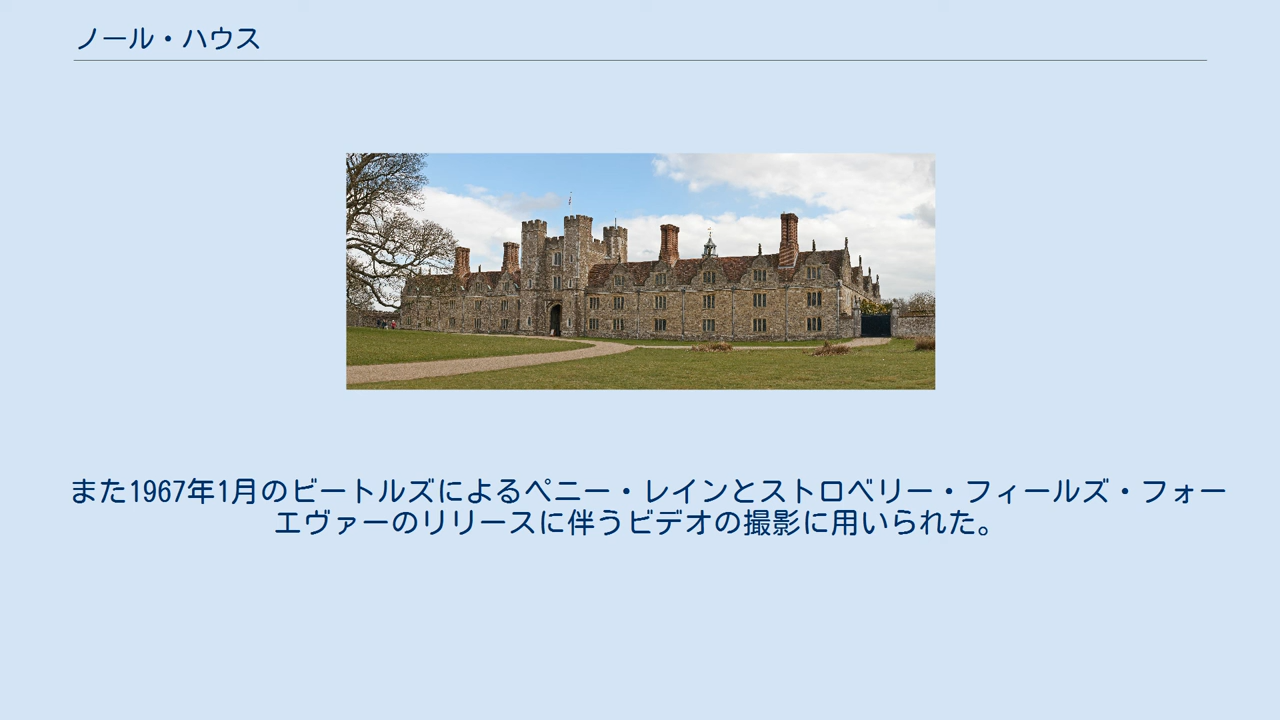 ノール・ハウス
また1967年1月のビートルズによるペニー・レインとストロベリー・フィールズ・フォー
エヴァーのリリースに伴うビデオの撮影に用いられた。